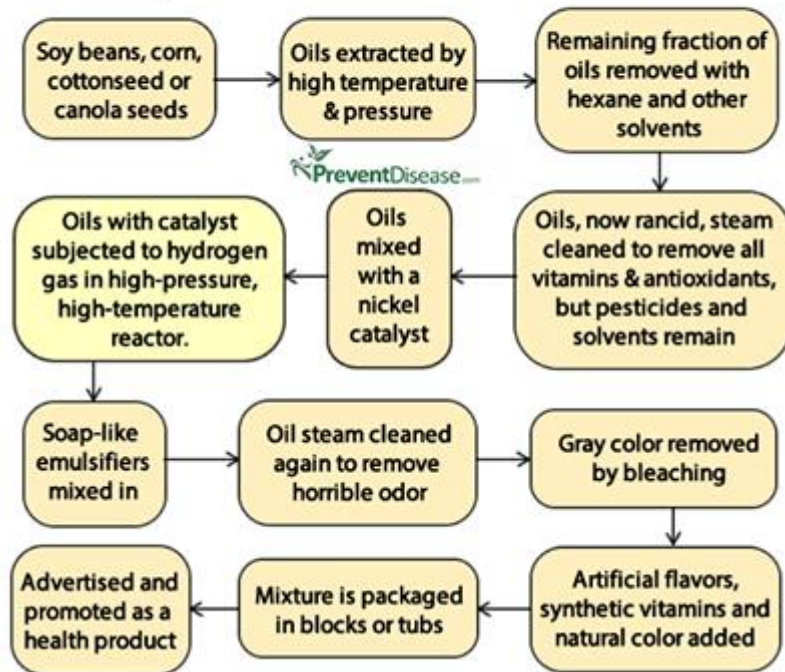 Soy beans, corn,
cottonseed or
canola seeds
Oils extracted by
high temperature
& pressure
Remaining fraction of
oils removed with
hexane and other
solvents
PreventDisease.com
Oils, now rancid, steam
cleaned to remove all
vitamins & antioxidants,
but pesticides and
solvents remain
Oils
mixed
with a
nickel
catalyst
Oils with catalyst
subjected to hydrogen
gas in high-pressure,
high-temperature
reactor.
Soap-like
emulsifiers
mixed in
Oil steam cleaned
again to remove
horrible odor
Gray color removed
by bleaching
Artificial flavors,
synthetic vitamins and
natural color added
Mixture is packaged
in blocks or tubs
Advertised and
promoted as a
health product